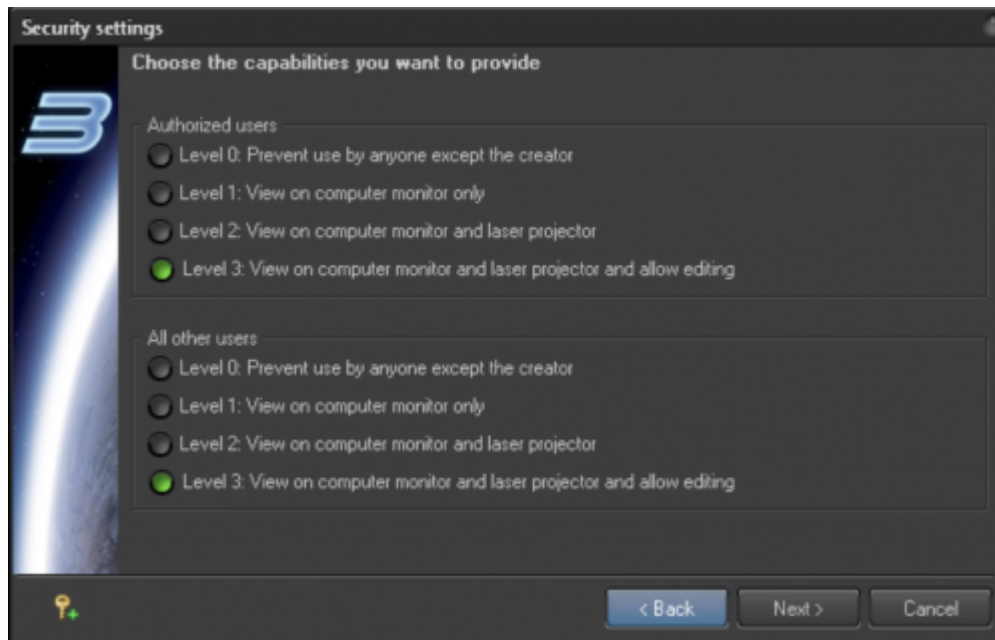 Security settings
Choose the capabilities you want to provide
3
Authorized users
Level 0: Prevent use by anyone except the creator
Level 1: View on computer monitor only
Level 2: View on computer monitor and laser projector
Level 3: View on computer monitor and laser projector and allow editing
All other users
Level 0: Prevent use by anyone except the creator
Level 1: View on computer monitor only
Level 2: View on computer monitor and laser projector
Level 3: View on computer monitor and laser projector and allow editing
< Back Next > Cancel